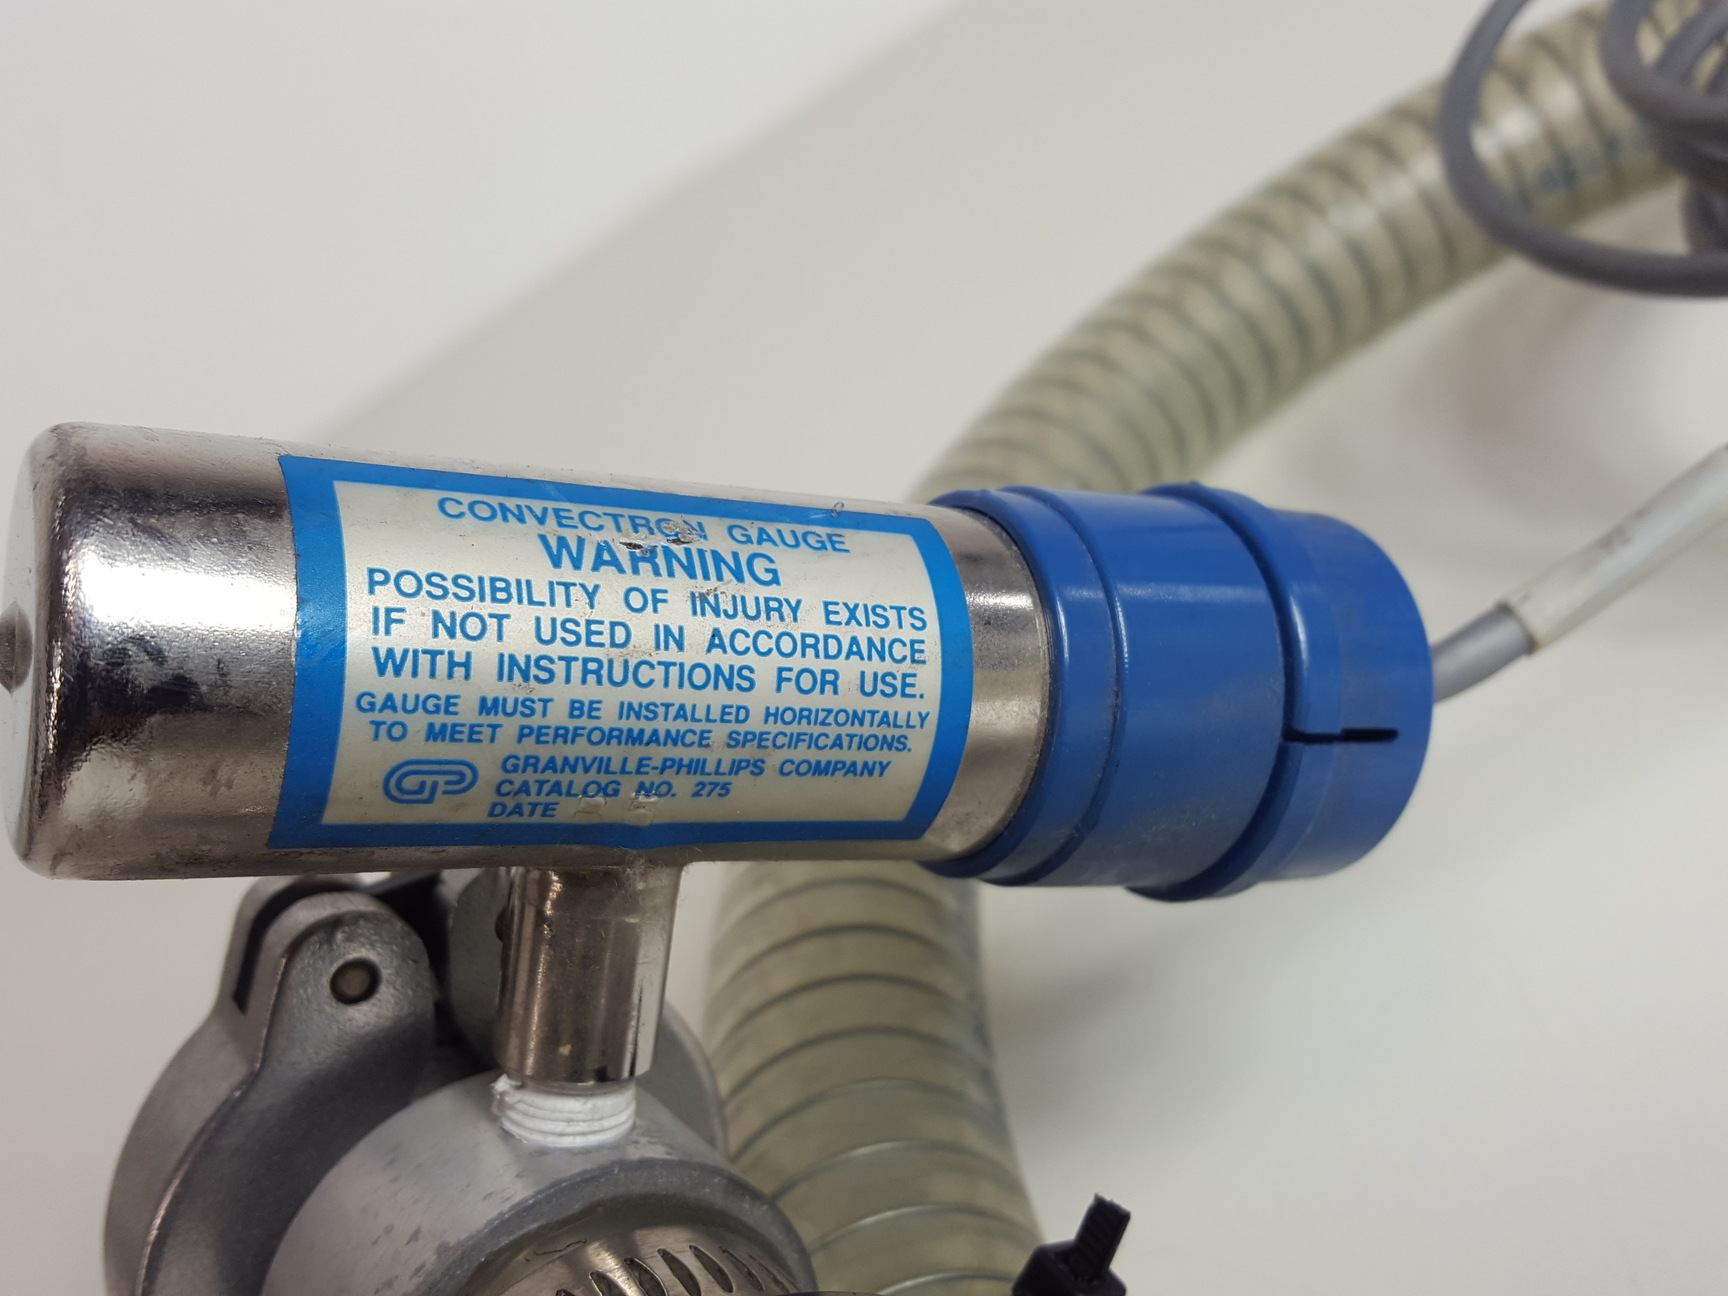 CONVECTRON GAUGE
WARNING
POSSIBILITY OF INJURY EXISTS
IF NOT USED IN ACCORDANCE
WITH INSTRUCTIONS FOR USE.
GAUGE MUST BE INSTALLED HORIZONTALLY
TO MEET PERFORMANCE SPECIFICATIONS.
GP GRANVILLE-PHILLIPS COMPANY
CATALOG NO. 275
DATE